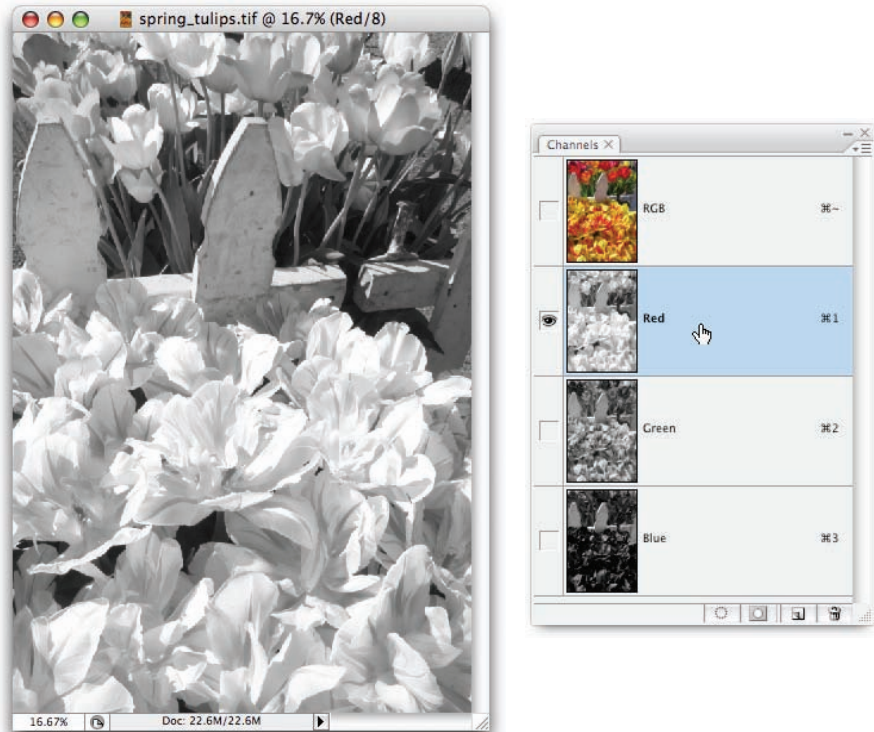 spring_tulips.tif @ 16.7% (Red/8)
Channels
RGB ⌘~
Red ⌘1
Green ⌘2
Blue ⌘3
16.67% Doc: 22.6M/22.6M